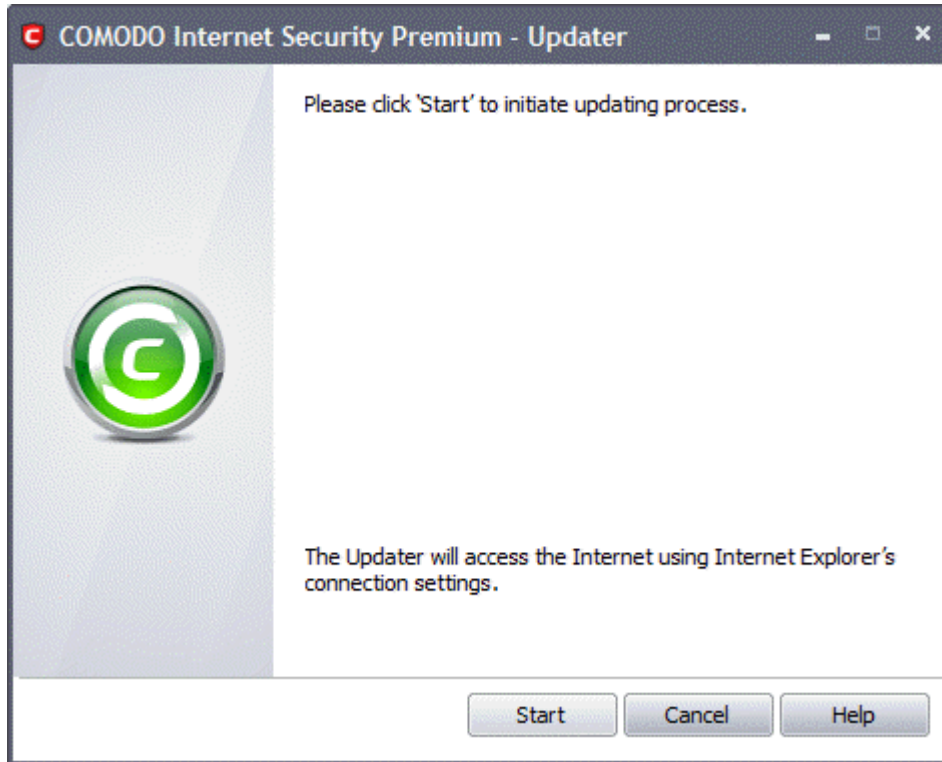 COMODO Internet Security Premium - Updater
Please click 'Start' to initiate updating process.
C
The Updater will access the Internet using Internet Explorer's
connection settings.
Start
Cancel
Help